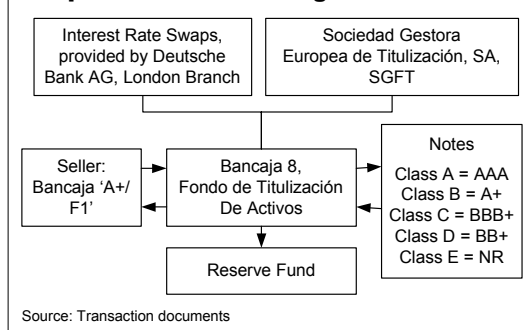 Interest Rate Swaps,
provided by Deutsche
Bank AG, London Branch
Sociedad Gestora
Europea de Titulización, SA,
SGFT
Seller:
Bancaja ‘A+/
F1’
Bancaja 8,
Fondo de Titulización
De Activos
Notes
Class A = AAA
Class B = A+
Class C = BBB+
Class D = BB+
Class E = NR
Reserve Fund
Source: Transaction documents